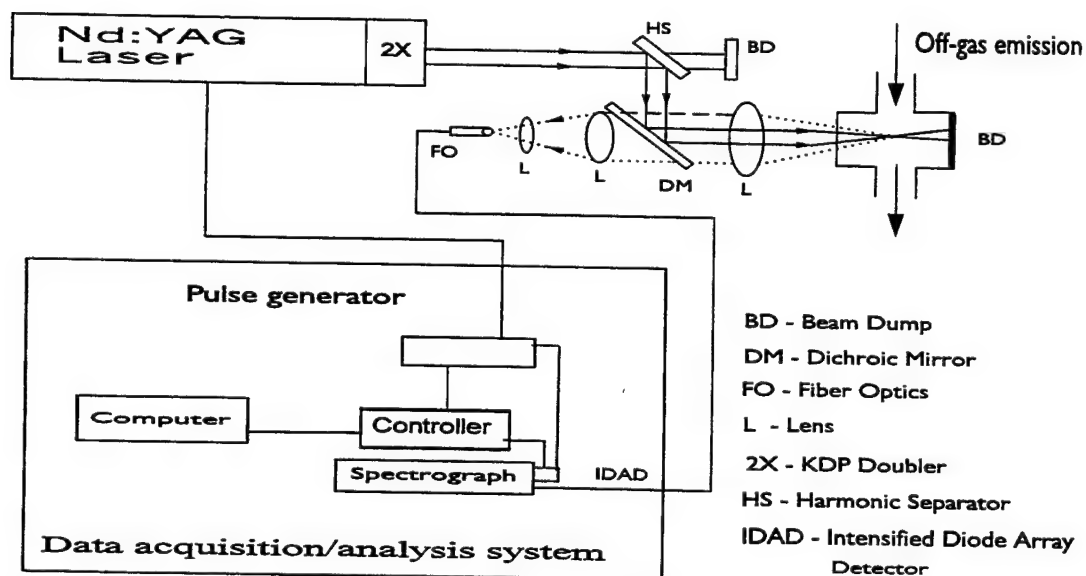 Nd:YAG
Laser
2X
HS
BD
Off-gas emission
FO
L
L
DM
L
BD
Pulse generator
Computer
Controller
Spectrograph
IDAD
Data acquisition/analysis system
BD - Beam Dump
DM - Dichroic Mirror
FO - Fiber Optics
L - Lens
2X - KDP Doubler
HS - Harmonic Separator
IDAD - Intensified Diode Array
Detector